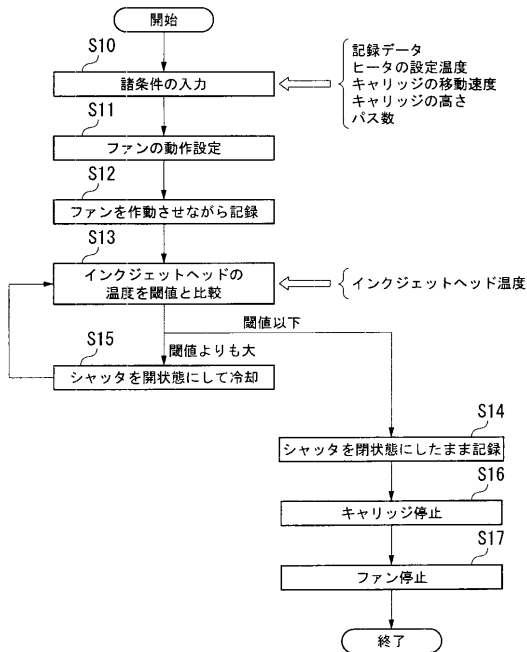 開始
S10
諸条件の入力
記録データ
ヒータの設定温度
キャリッジの移動速度
キャリッジの高さ
パス数
S11
ファンの動作設定
S12
ファンを作動させながら記録
S13
インクジェットヘッドの
温度を閾値と比較
インクジェットヘッド温度
閾値以下
閾値よりも大
S15
シャッタを開状態にして冷却
S14
シャッタを閉状態にしたまま記録
S16
キャリッジ停止
S17
ファン停止
終了